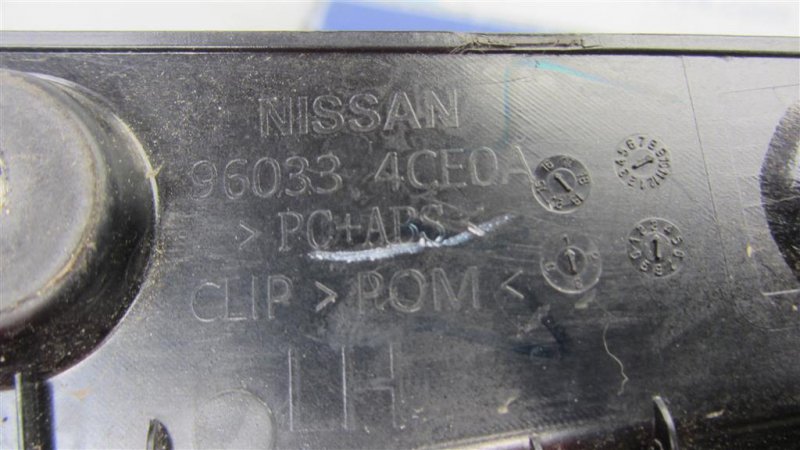 NISSAN
96033 4CE0A
> PC+ABS
CLIP > POM <
LH